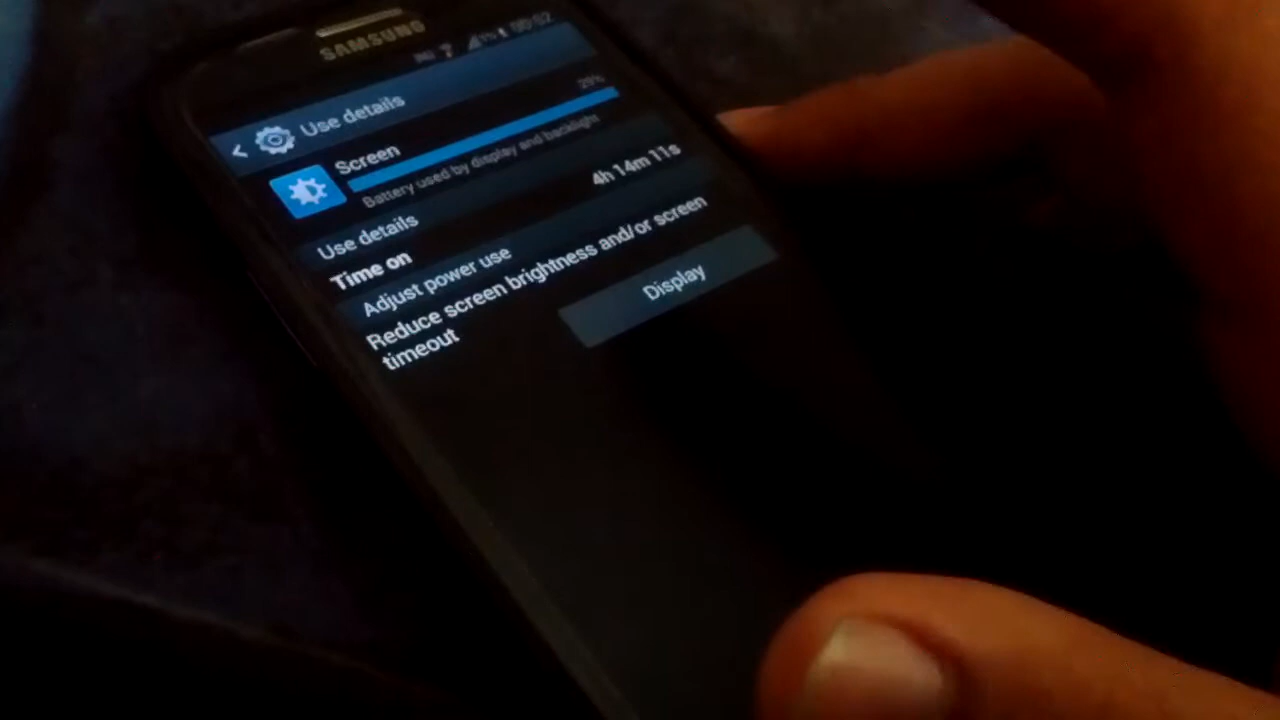 SAMSUNG
Use details
Screen
Battery used by display and backlight
Use details
Time on
4h 14m 11s
Adjust power use
Reduce screen brightness and/or screen
timeout
Display